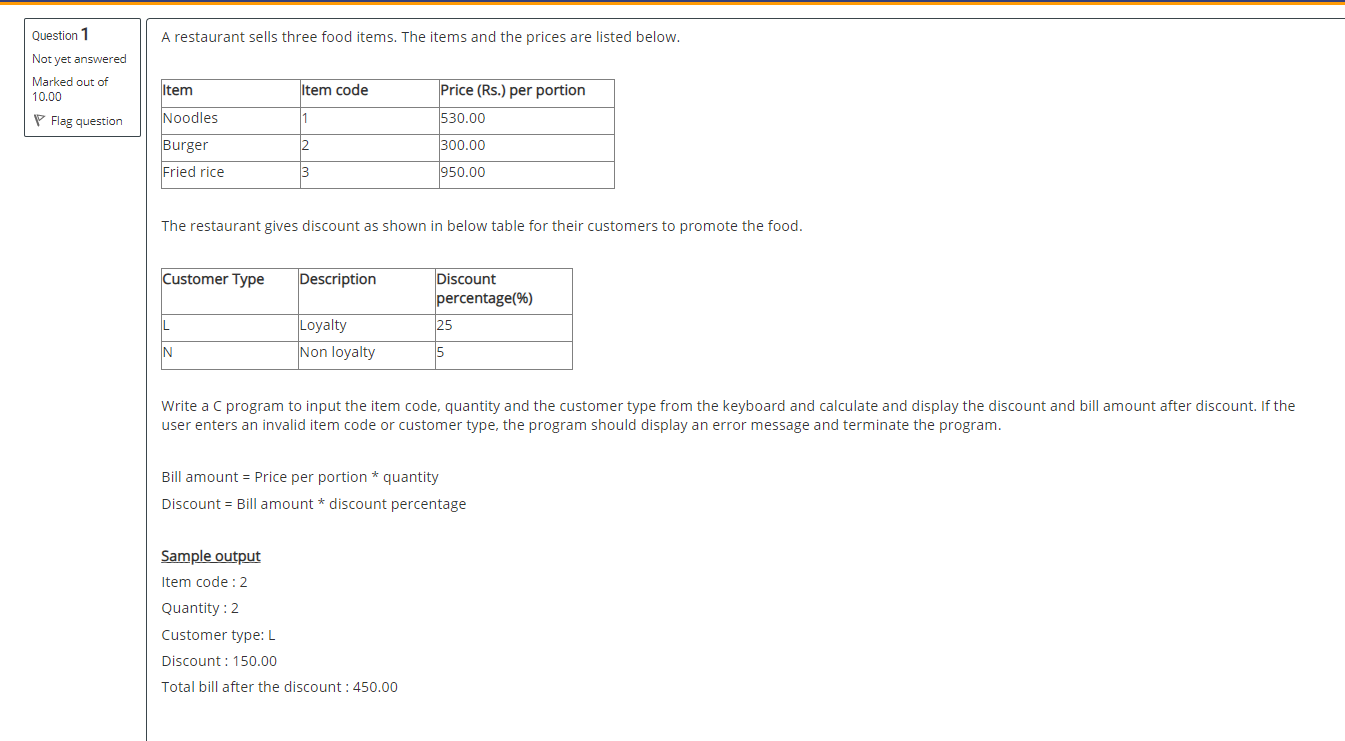 Question 1
Not yet answered
Marked out of
10.00
Flag question
A restaurant sells three food items. The items and the prices are listed below.
Item Item code Price (Rs.) per portion
Noodles 1 530.00
Burger 2 300.00
Fried rice 3 950.00
The restaurant gives discount as shown in below table for their customers to promote the food.
Customer Type Description Discount
percentage(%)
L Loyalty 25
N Non loyalty 5
Write a C program to input the item code, quantity and the customer type from the keyboard and calculate and display the discount and bill amount after discount. If the
user enters an invalid item code or customer type, the program should display an error message and terminate the program.
Bill amount = Price per portion * quantity
Discount = Bill amount * discount percentage
Sample output
Item code : 2
Quantity : 2
Customer type: L
Discount : 150.00
Total bill after the discount : 450.00